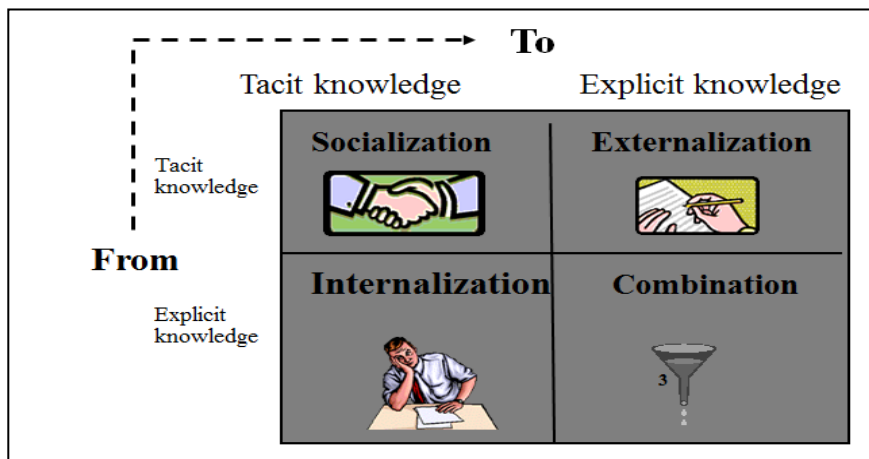 To
Tacit knowledge
Explicit knowledge
Socialization
Externalization
Tacit
knowledge
From
Internalization
Combination
Explicit
knowledge
3